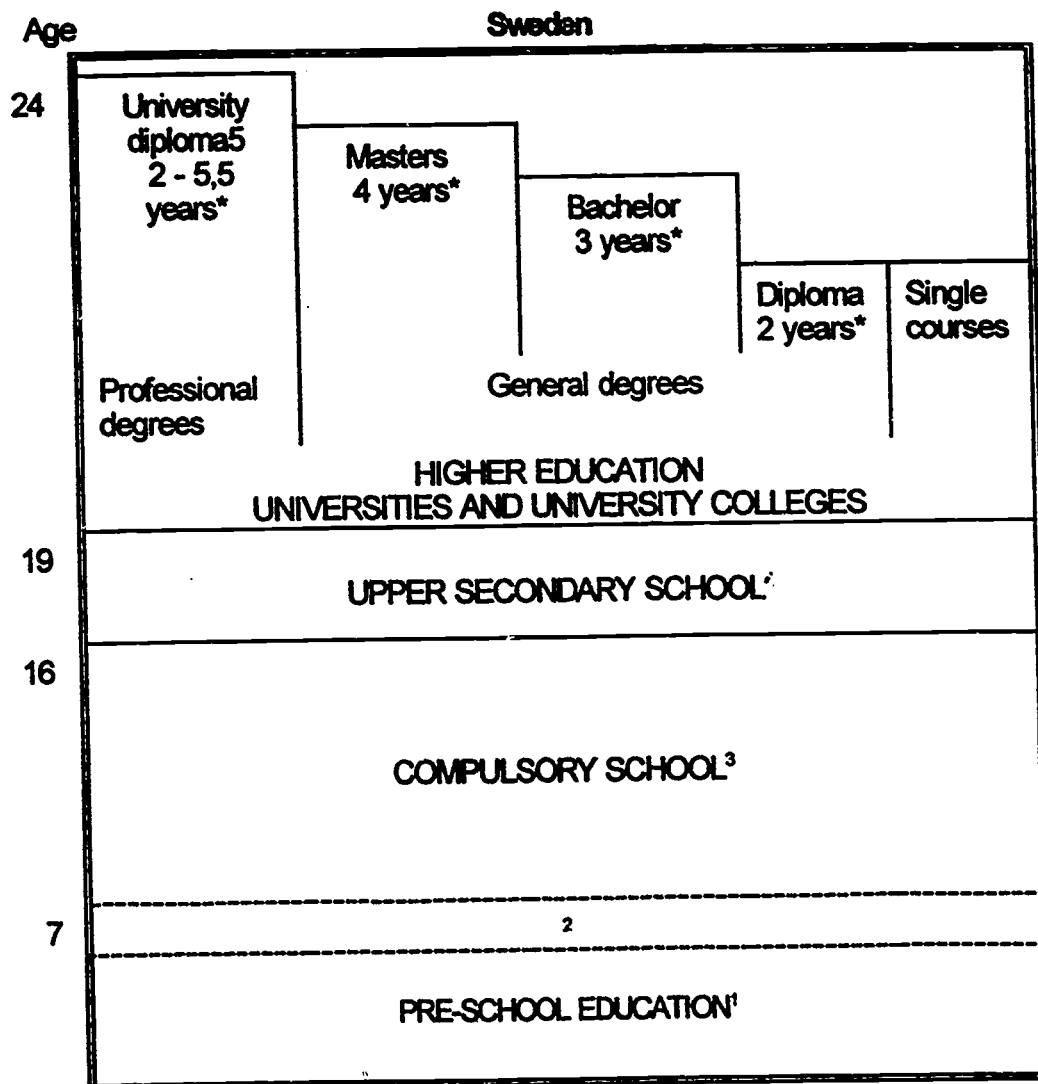 Age
Sweden
24
University
diploma5
2 - 5,5
years*
Masters
4 years*
Bachelor
3 years*
Diploma
2 years*
Single
courses
Professional
degrees
General degrees
HIGHER EDUCATION
UNIVERSITIES AND UNIVERSITY COLLEGES
19
UPPER SECONDARY SCHOOL
16
COMPULSORY SCHOOL³
7
2
PRE-SCHOOL EDUCATION¹